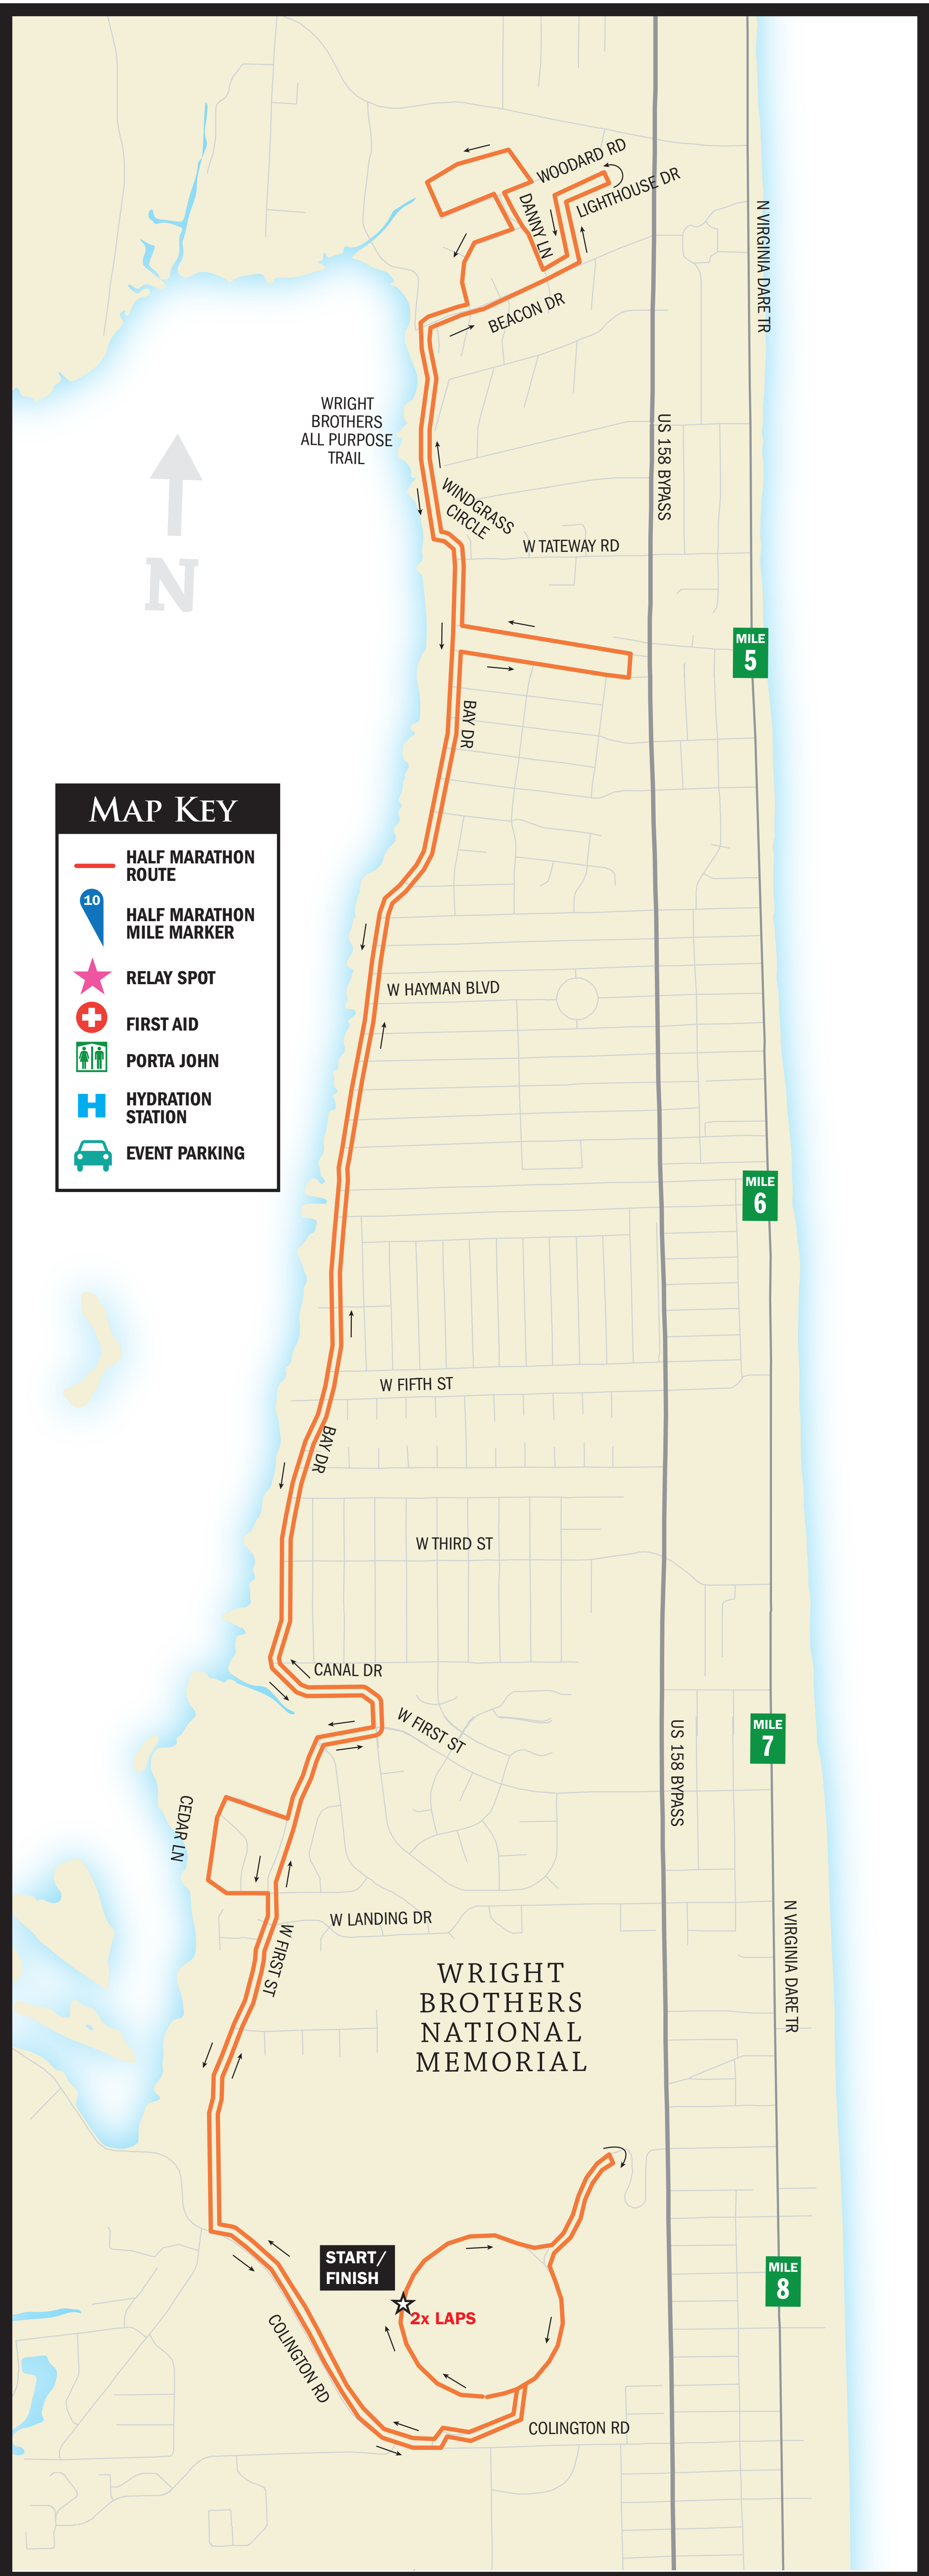 WOODARD RD
LIGHTHOUSE DR
DANNY LN
N VIRGINIA DARE TR
BEACON DR
WRIGHT
BROTHERS
ALL PURPOSE
TRAIL
US 158 BYPASS
WINDGRASS
CIRCLE
W TATEWAY RD
N
MILE
5
BAY DR
MAP KEY
HALF MARATHON
ROUTE
10
HALF MARATHON
MILE MARKER
RELAY SPOT
FIRST AID
PORTA JOHN
H
HYDRATION
STATION
EVENT PARKING
W HAYMAN BLVD
MILE
6
W FIFTH ST
BAY DR
W THIRD ST
CANAL DR
W FIRST ST
MILE
7
US 158 BYPASS
CEDAR LN
W LANDING DR
W FIRST ST
N VIRGINIA DARE TR
WRIGHT
BROTHERS
NATIONAL
MEMORIAL
START/
FINISH
2x LAPS
MILE
8
COLINGTON RD
COLINGTON RD